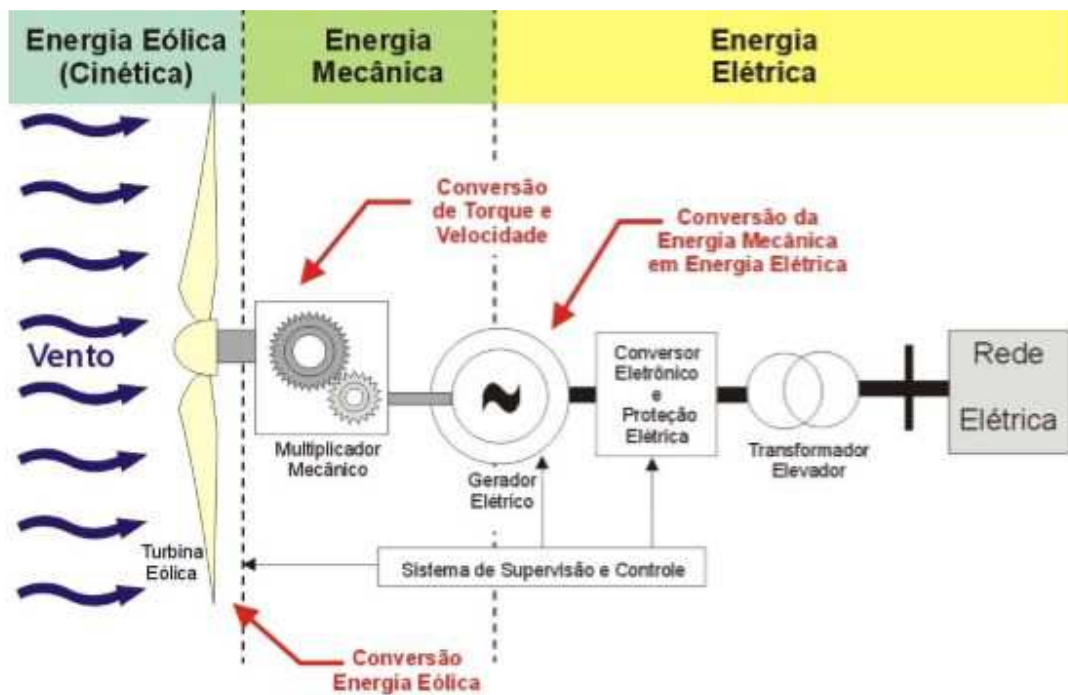 Energia Eólica
(Cinética)
Energia
Mecânica
Energia
Elétrica
Conversão
de Torque e
Velocidade
Conversão da
Energia Mecânica
em Energia Elétrica
Vento
Multiplicador
Mecânico
Gerador
Elétrico
Conversor
Eletrônico
e
Proteção
Elétrica
Transformador
Elevador
Rede
Elétrica
Turbina
Eólica
Sistema de Supervisão e Controle
Conversão
Energia Eólica